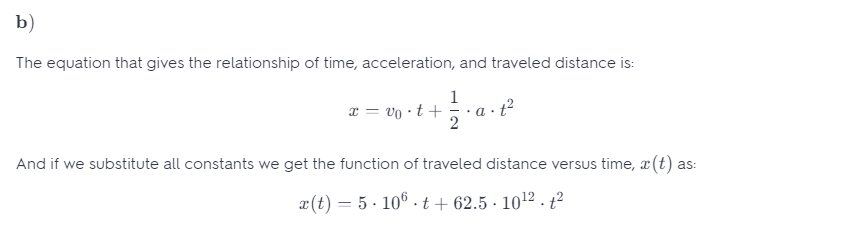 b)
The equation that gives the relationship of time, acceleration, and traveled distance is:
x = v₀ · t + 1/2 · a · t²
And if we substitute all constants we get the function of traveled distance versus time, x(t) as:
x(t) = 5 · 10⁶ · t + 62.5 · 10¹² · t²